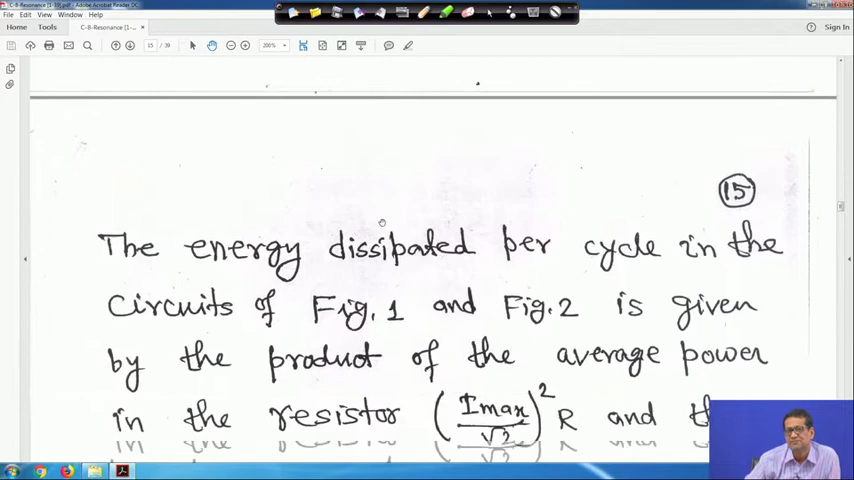 C-8-Resonance [1-39].pdf - Adobe Acrobat Reader DC
File Edit View Window Help
Home Tools C-8-Resonance [1-... × Sign In
15 / 39 200%
15
The energy dissipated per cycle in the
circuits of Fig. 1 and Fig. 2 is given
by the product of the average power
in the resistor (Imax/√2)² R and